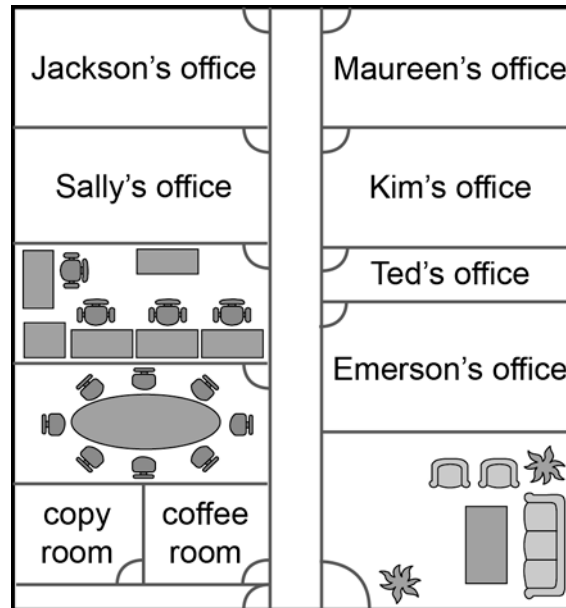 Jackson's office
Maureen's office
Sally's office
Kim's office
Ted's office
Emerson's office
copy
room
coffee
room